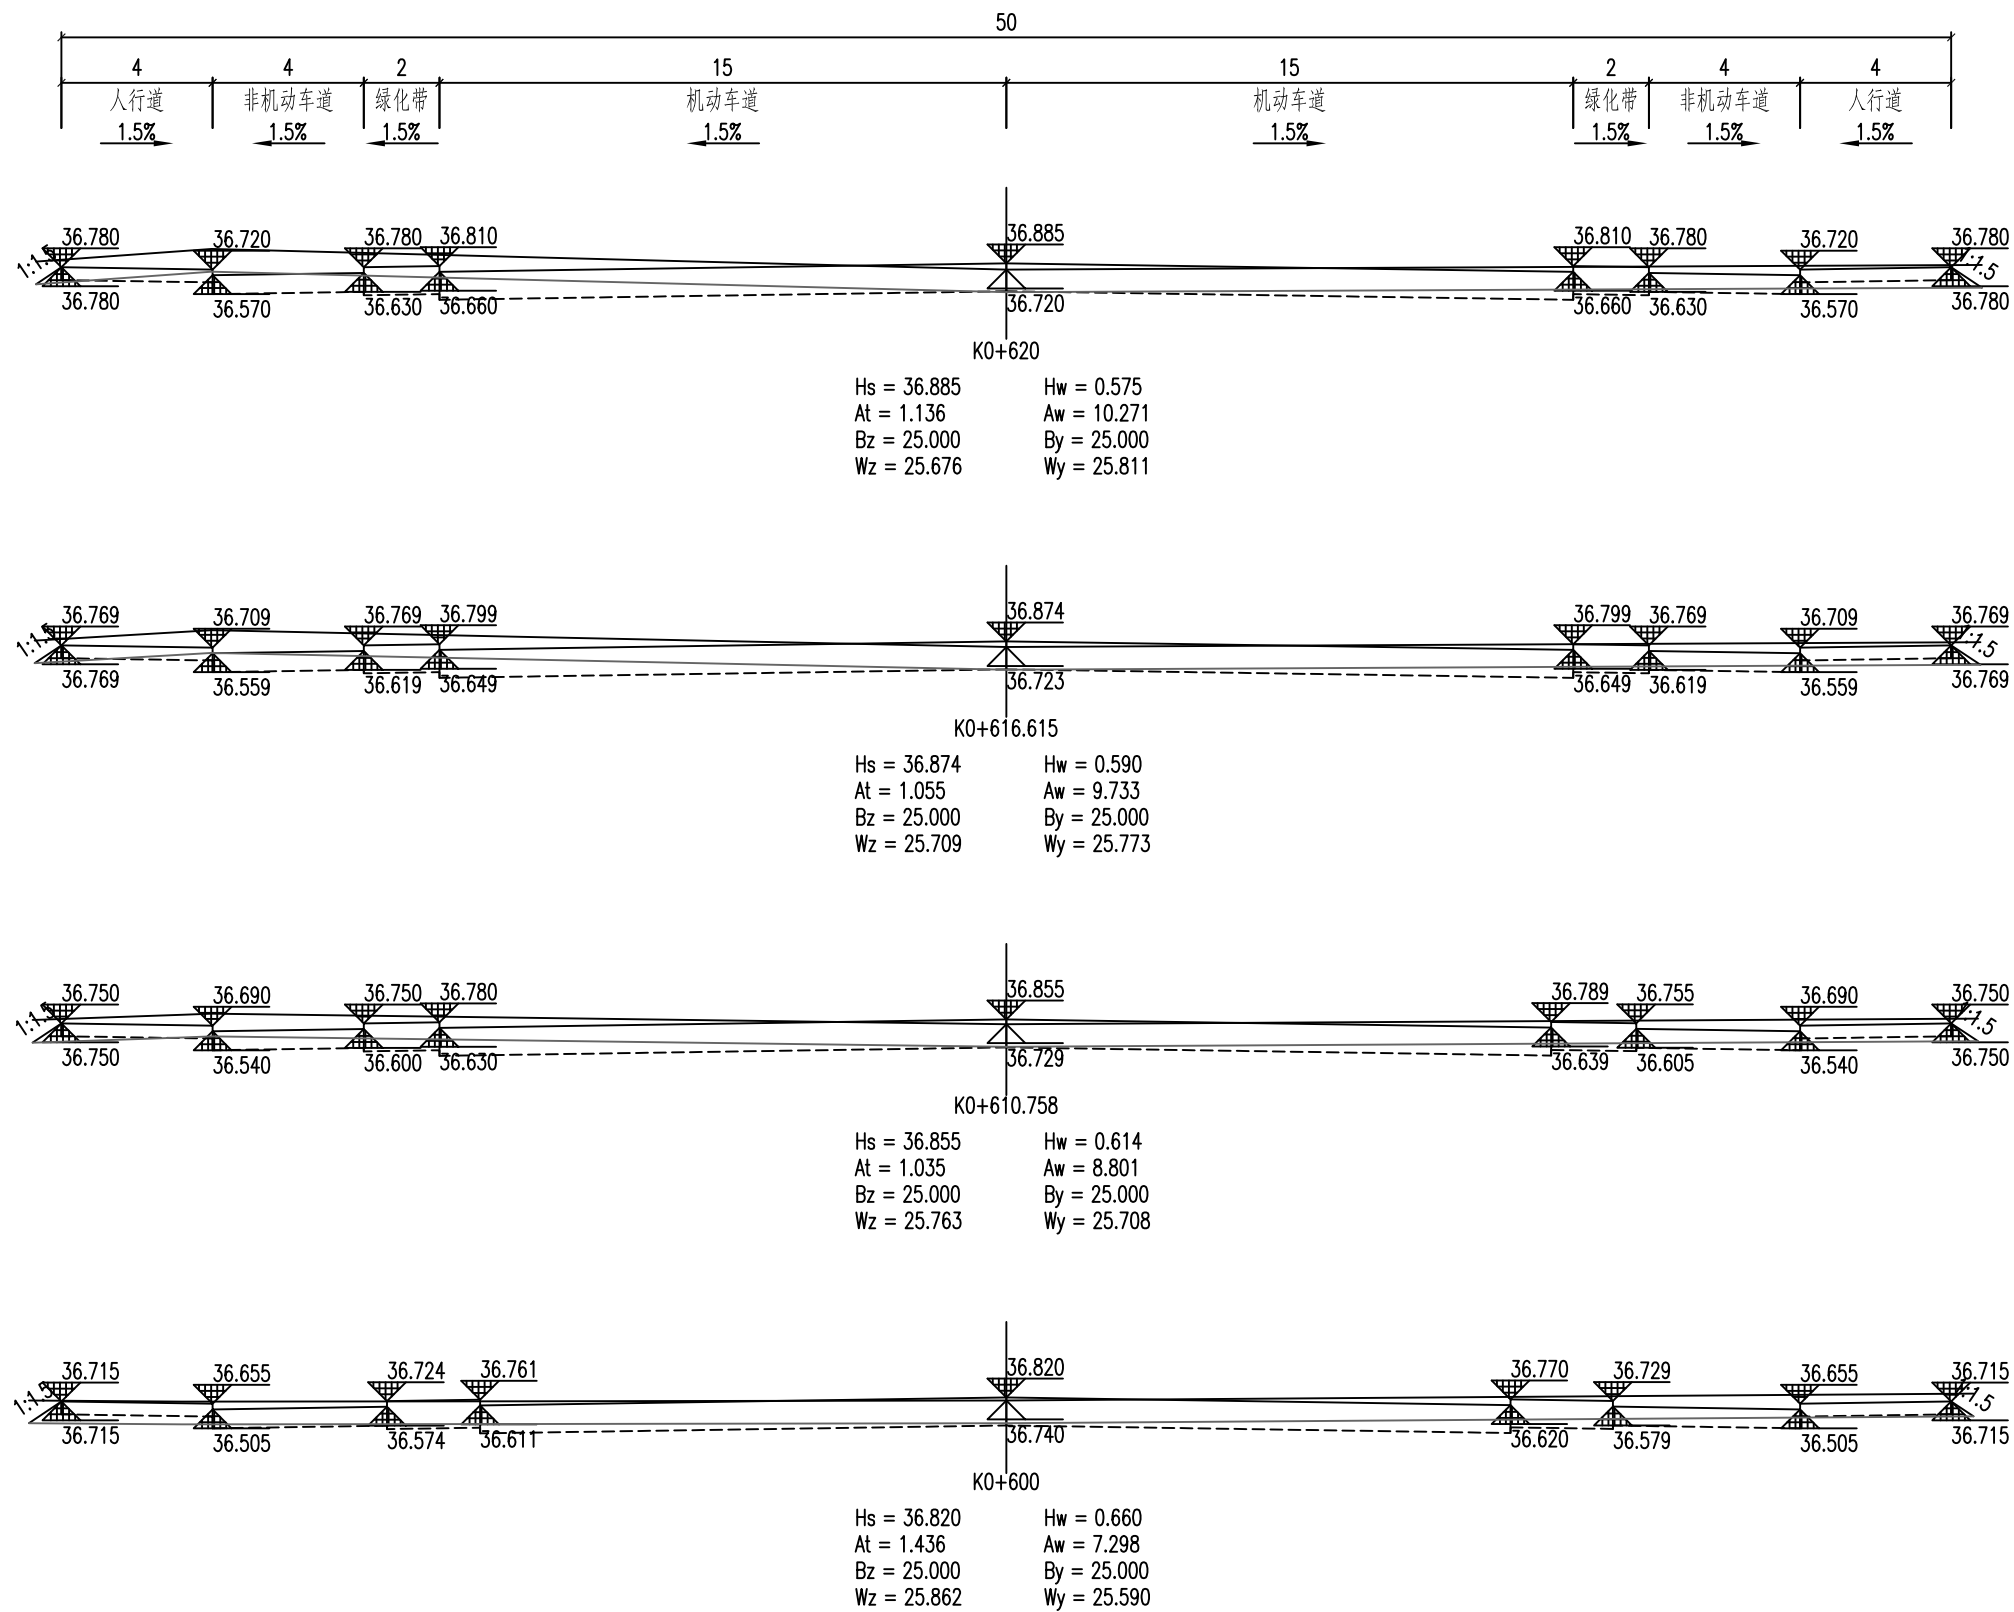 50
4 4 2 15 15 2 4 4
人行道 非机动车道 绿化带 机动车道 机动车道 绿化带 非机动车道 人行道
1.5% 1.5% 1.5% 1.5% 1.5% 1.5% 1.5% 1.5%
36.780 36.720 36.780 36.810 36.885 36.810 36.780 36.720 36.780
1:1.5
36.780 36.570 36.630 36.660 36.720 36.660 36.630 36.570 36.780
K0+620
Hs = 36.885 Hw = 0.575
At = 1.136 Aw = 10.271
Bz = 25.000 By = 25.000
Wz = 25.676 Wy = 25.811
36.769 36.709 36.769 36.799 36.874 36.799 36.769 36.709 36.769
1:1.5
36.769 36.559 36.619 36.649 36.723 36.649 36.619 36.559 36.769
K0+616.615
Hs = 36.874 Hw = 0.590
At = 1.055 Aw = 9.733
Bz = 25.000 By = 25.000
Wz = 25.709 Wy = 25.773
36.750 36.690 36.750 36.780 36.855 36.789 36.755 36.690 36.750
1:1.5
36.750 36.540 36.600 36.630 36.729 36.639 36.605 36.540 36.750
K0+610.758
Hs = 36.855 Hw = 0.614
At = 1.035 Aw = 8.801
Bz = 25.000 By = 25.000
Wz = 25.763 Wy = 25.708
36.715 36.655 36.724 36.761 36.820 36.770 36.729 36.655 36.715
1:1.5 1:1.5
36.715 36.505 36.574 36.611 36.740 36.620 36.579 36.505 36.715
K0+600
Hs = 36.820 Hw = 0.660
At = 1.436 Aw = 7.298
Bz = 25.000 By = 25.000
Wz = 25.862 Wy = 25.590